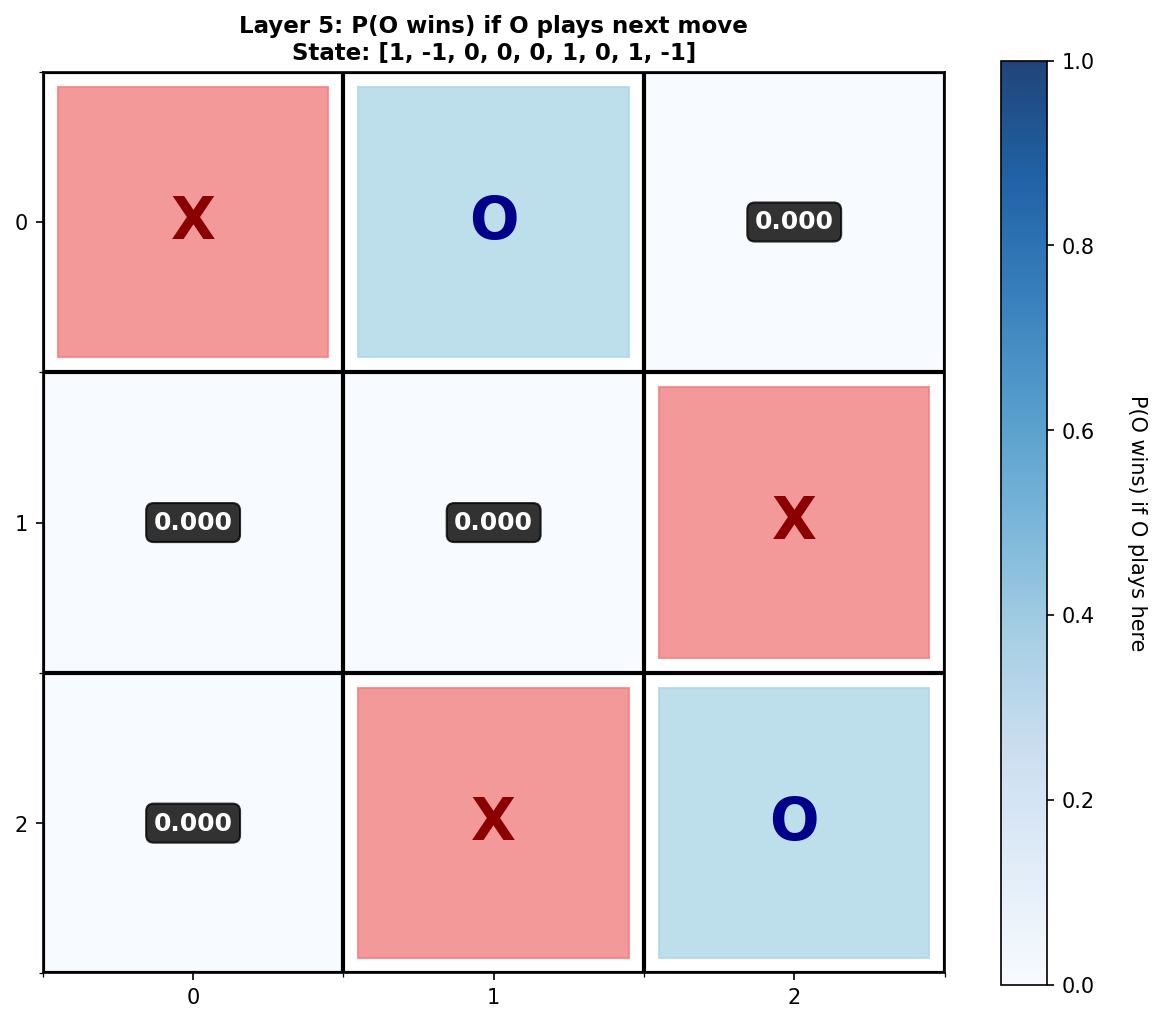 Layer 5: P(O wins) if O plays next move
State: [1, -1, 0, 0, 0, 1, 0, 1, -1]
X
O
0.000
0.000
0.000
X
0.000
X
O
0
1
2
0
1
2
1.0
0.8
0.6
0.4
0.2
0.0
P(O wins) if O plays here